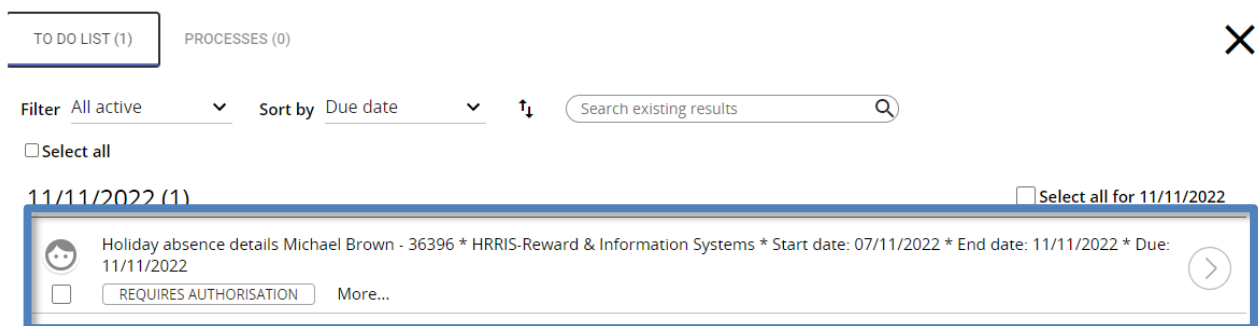 TO DO LIST (1) PROCESSES (0)
Filter All active Sort by Due date Search existing results
Select all
11/11/2022 (1) Select all for 11/11/2022
Holiday absence details Michael Brown - 36396 * HRRIS-Reward & Information Systems * Start date: 07/11/2022 * End date: 11/11/2022 * Due:
11/11/2022
REQUIRES AUTHORISATION More...